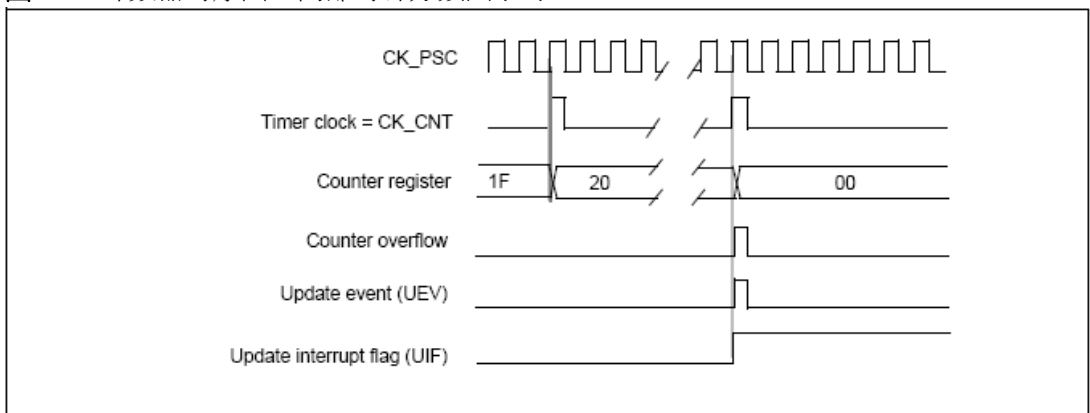 CK_PSC
Timer clock = CK_CNT
Counter register 1F 20 00
Counter overflow
Update event (UEV)
Update interrupt flag (UIF)